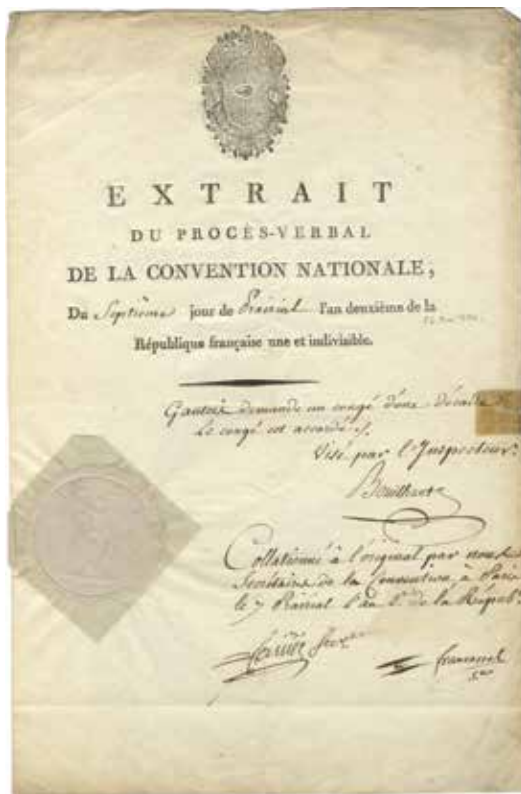 EXTRAIT
DU PROCÈS-VERBAL
DE LA CONVENTION NATIONALE,
Du Septième jour de Prairial l'an deuxième de la
République française une et indivisible.
demande un congé d'une décade
Le congé est accordé
Visé par l'Inspecteur
Collationné à l'original par nous
Secrétaires de la Convention, à Paris
le 7 Prairial l'an 2.e de la Républ